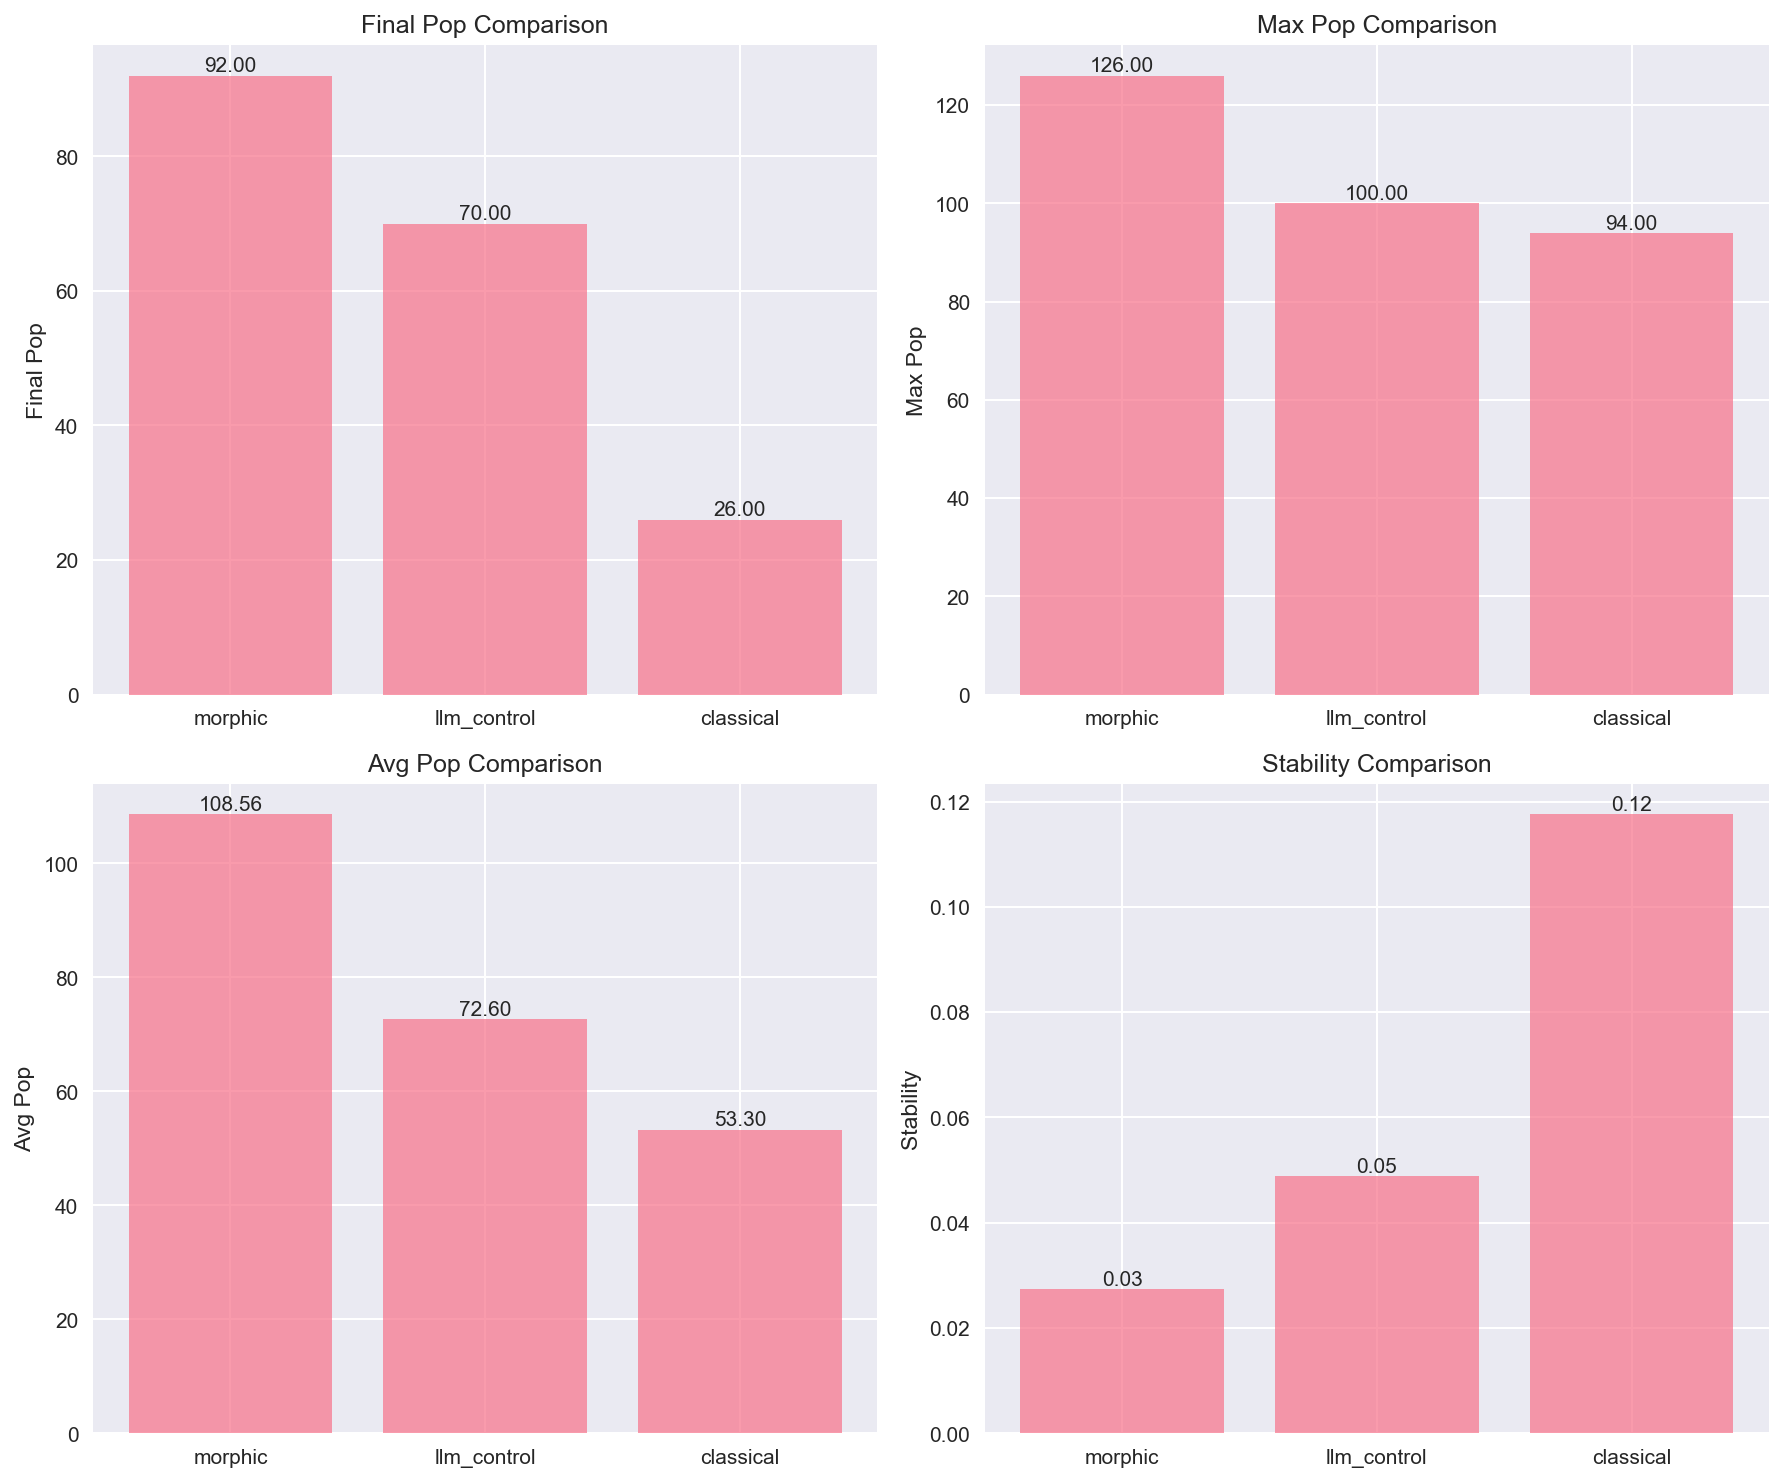 Final Pop Comparison
Final Pop
80
60
40
20
0
92.00
70.00
26.00
morphic
llm_control
classical
Max Pop Comparison
Max Pop
120
100
80
60
40
20
0
126.00
100.00
94.00
morphic
llm_control
classical
Avg Pop Comparison
Avg Pop
100
80
60
40
20
0
108.56
72.60
53.30
morphic
llm_control
classical
Stability Comparison
Stability
0.12
0.10
0.08
0.06
0.04
0.02
0.00
0.03
0.05
0.12
morphic
llm_control
classical